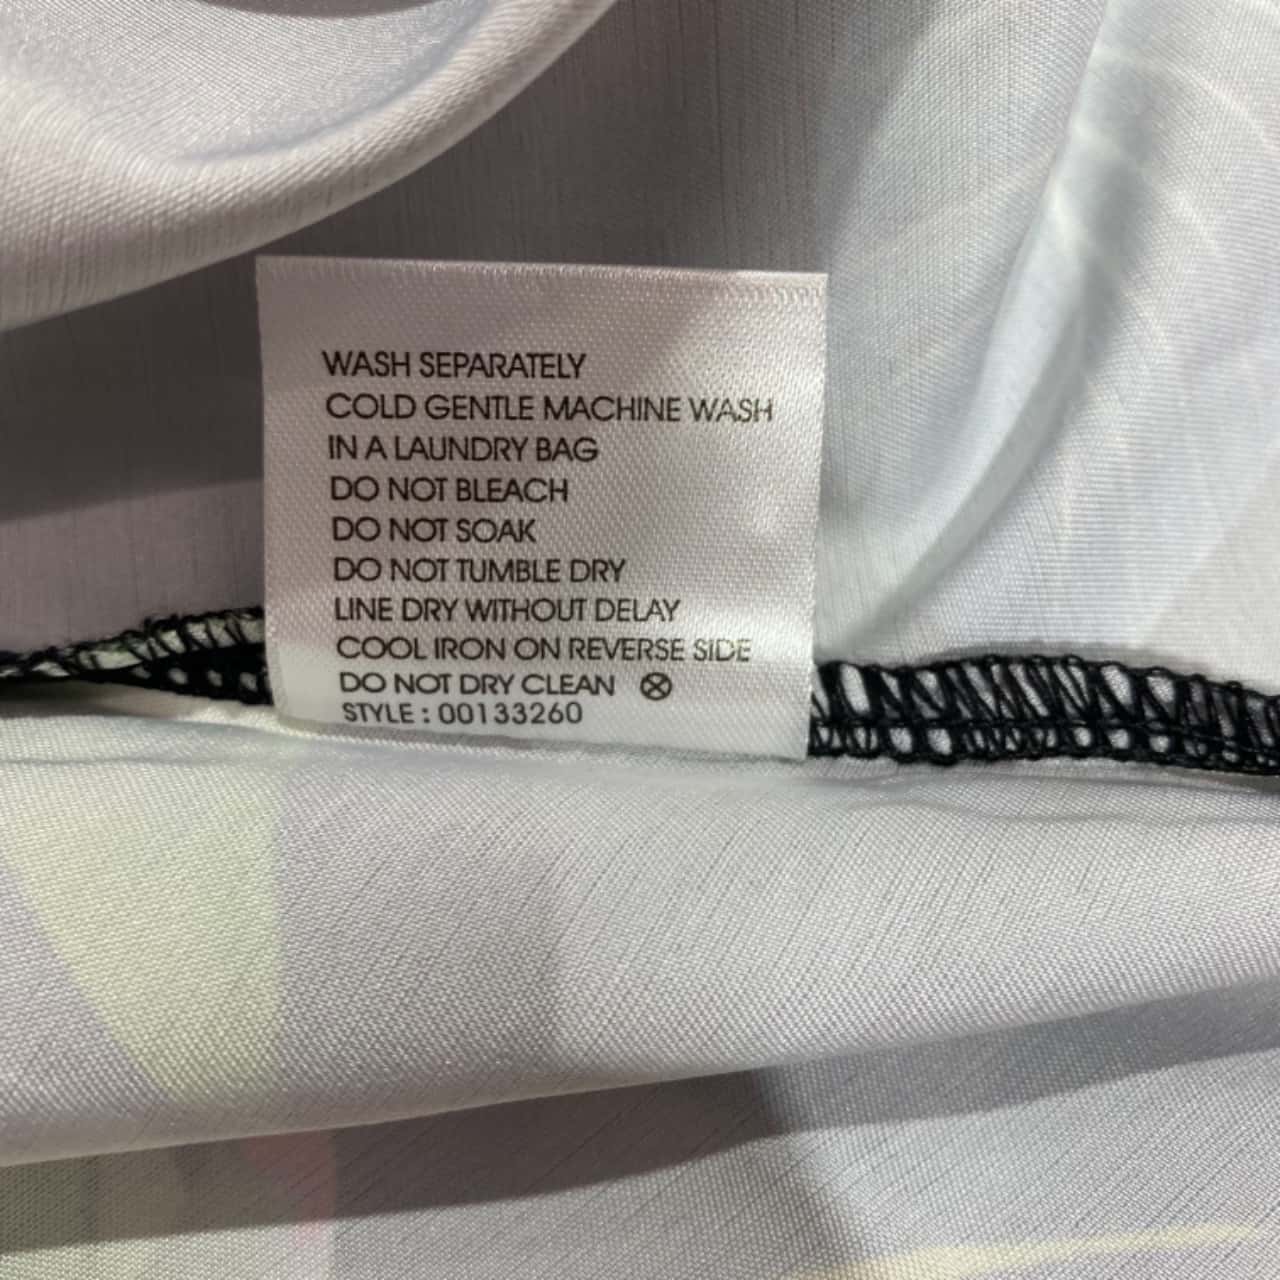 WASH SEPARATELY
COLD GENTLE MACHINE WASH
IN A LAUNDRY BAG
DO NOT BLEACH
DO NOT SOAK
DO NOT TUMBLE DRY
LINE DRY WITHOUT DELAY
COOL IRON ON REVERSE SIDE
DO NOT DRY CLEAN
STYLE : 00133260